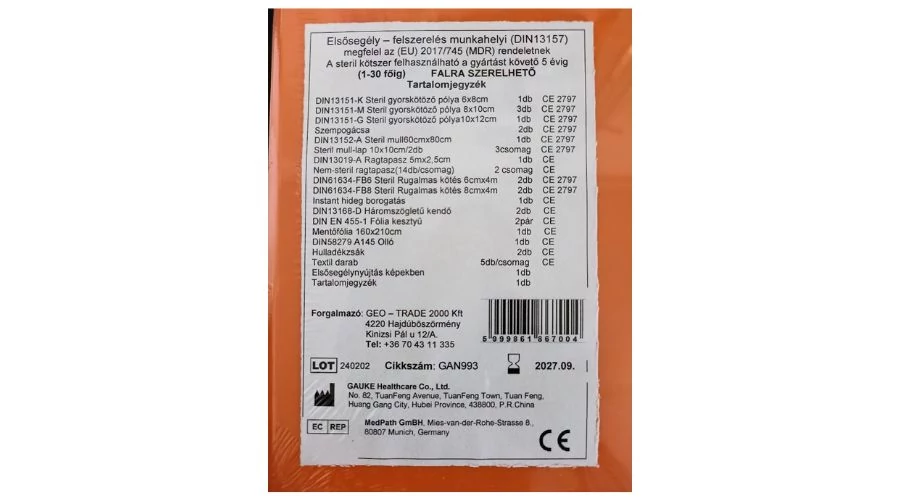 Elsősegély – felszerelés munkahelyi (DIN13157)
megfelel az (EU) 2017/745 (MDR) rendeletnek
A steril kötszer felhasználható a gyártást követő 5 évig
(1-30 főig) FALRA SZERELHETŐ
Tartalomjegyzék
DIN13151-K Steril gyorskötöző pólya 6x8cm 1db CE 2797
DIN13151-M Steril gyorskötöző pólya 8x10cm 3db CE 2797
DIN13151-G Steril gyorskötöző pólya10x12cm 1db CE 2797
Szempogácsa 2db CE 2797
DIN13152-A Steril mull60cmx80cm 1db CE 2797
Steril mull-lap 10x10cm/2db 3csomag CE 2797
DIN13019-A Ragtapasz 5mx2,5cm 1db CE
Nem-steril ragtapasz(14db/csomag) 2 csomag CE
DIN61634-FB6 Steril Rugalmas kötés 6cmx4m 2db CE 2797
DIN61634-FB8 Steril Rugalmas kötés 8cmx4m 2db CE 2797
Instant hideg borogatás 1db CE
DIN13168-D Háromszögletű kendő 2db CE
DIN EN 455-1 Fólia kesztyű 2pár CE
Mentőfólia 160x210cm 1db CE
DIN58279 A145 Olló 1db CE
Hulladékzsák 2db CE
Textil darab 5db/csomag CE
Elsősegélynyújtás képekben 1db
Tartalomjegyzék 1db
Forgalmazó: GEO – TRADE 2000 Kft
4220 Hajdúböszörmény
Kinizsi Pál u 12/A.
Tel: +36 70 43 11 335
5 999861 867004
LOT 240202 Cikkszám: GAN993 2027.09.
GAUKE Healthcare Co., Ltd.
No. 82, TuanFeng Avenue, TuanFeng Town, Tuan Feng,
Huang Gang City, Hubei Province, 438800, P.R.China
EC REP MedPath GmBH, Mies-van-der-Rohe-Strasse 8.,
80807 Munich, Germany
CE